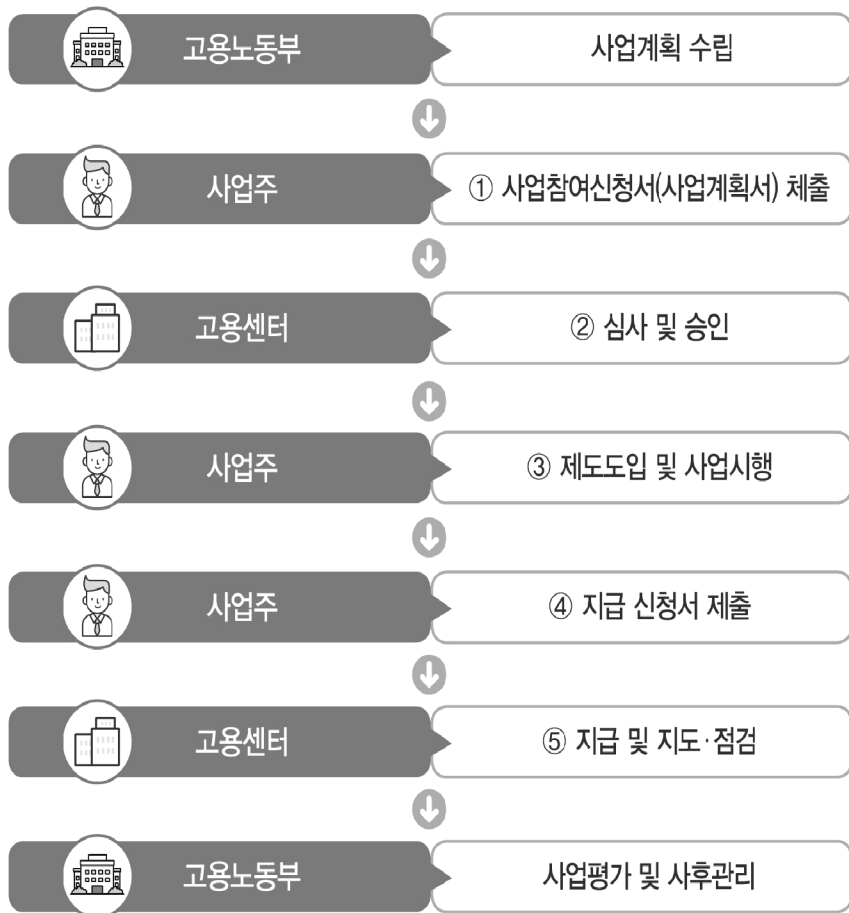 고용노동부 사업계획 수립
사업주 ① 사업참여신청서(사업계획서) 제출
고용센터 ② 심사 및 승인
사업주 ③ 제도도입 및 사업시행
사업주 ④ 지급 신청서 제출
고용센터 ⑤ 지급 및 지도·점검
고용노동부 사업평가 및 사후관리